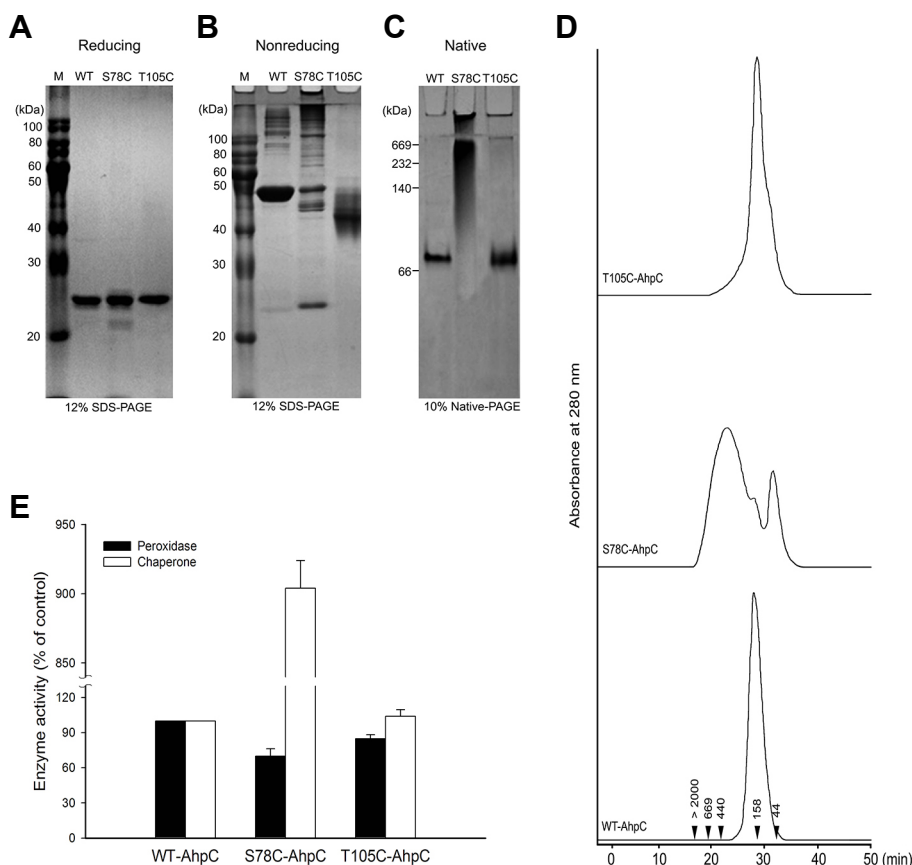 A
Reducing
M WT S78C T105C
(kDa)
100
80
60
50
40
30
20
12% SDS-PAGE
B
Nonreducing
M WT S78C T105C
(kDa)
100
80
60
50
40
30
20
12% SDS-PAGE
C
Native
WT S78C T105C
(kDa)
669
232
140
66
10% Native-PAGE
D
Absorbance at 280 nm
T105C-AhpC
S78C-AhpC
WT-AhpC
> 2000
669
440
158
44
0 10 20 30 40 50 (min)
E
Enzyme activity (% of control)
950
900
850
120
90
60
30
0
Peroxidase
Chaperone
WT-AhpC S78C-AhpC T105C-AhpC